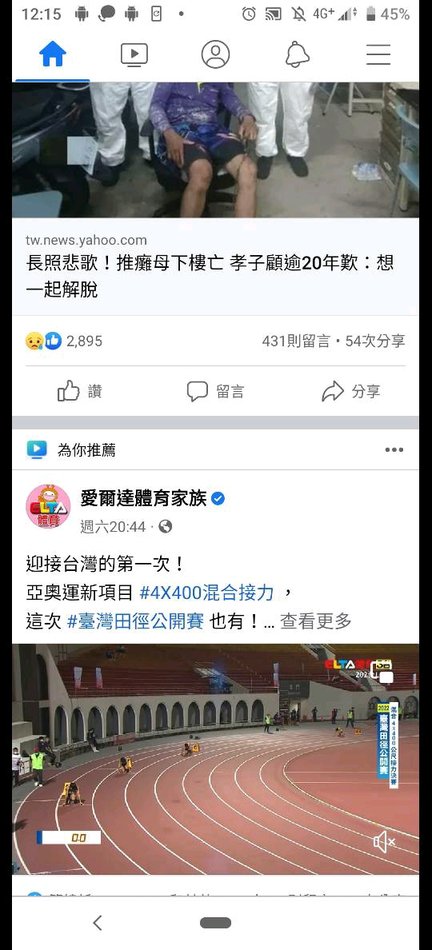 12:15
4G+
45%
tw.news.yahoo.com
長照悲歌！推癱母下樓亡 孝子顧逾20年歎：想
一起解脫
2,895
431則留言・54次分享
讚
留言
分享
為你推薦
愛爾達體育家族
週六20:44
迎接台灣的第一次！
亞奧運新項目 #4X400混合接力 ，
這次 #臺灣田徑公開賽 也有！... 查看更多
ELTA
體育
ELTA
2022
臺灣田徑公開賽
0.0